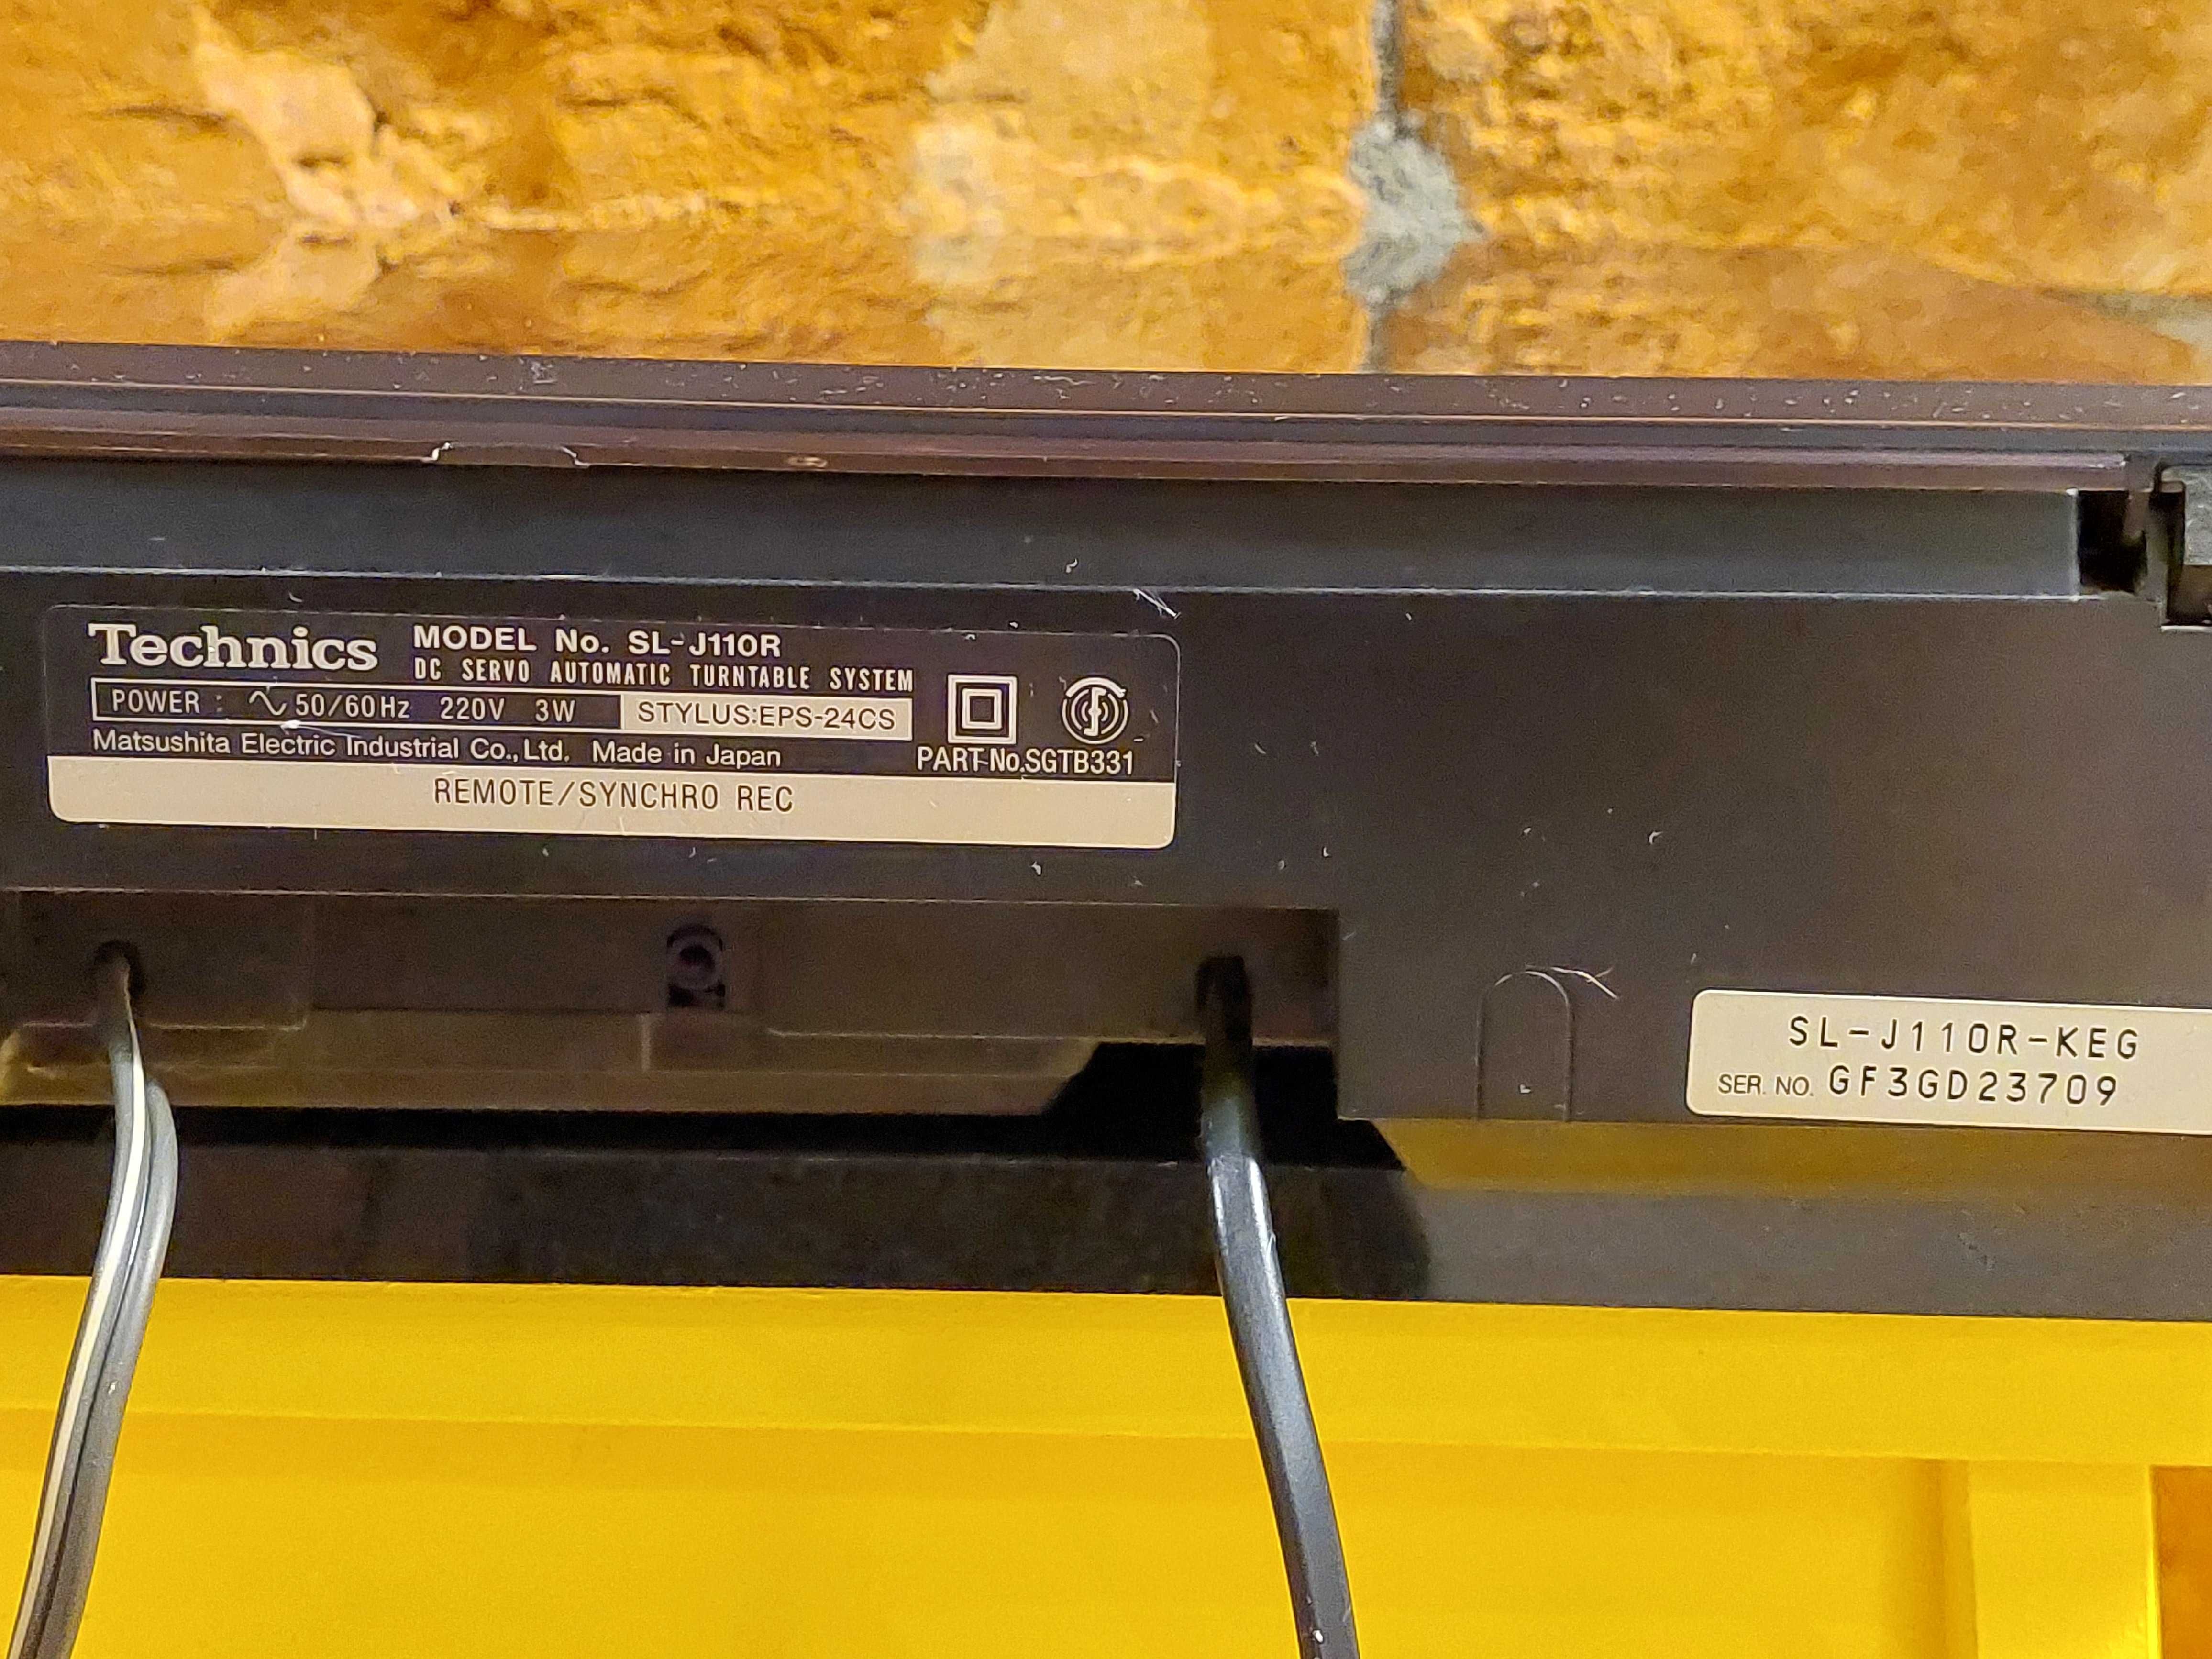 Technics MODEL No. SL-J110R
DC SERVO AUTOMATIC TURNTABLE SYSTEM
POWER : ∿ 50/60Hz 220V 3W STYLUS:EPS-24CS
Matsushita Electric Industrial Co.,Ltd. Made in Japan
PART No.SGTB331
REMOTE/SYNCHRO REC
SL-J110R-KEG
SER. NO. GF3GD23709